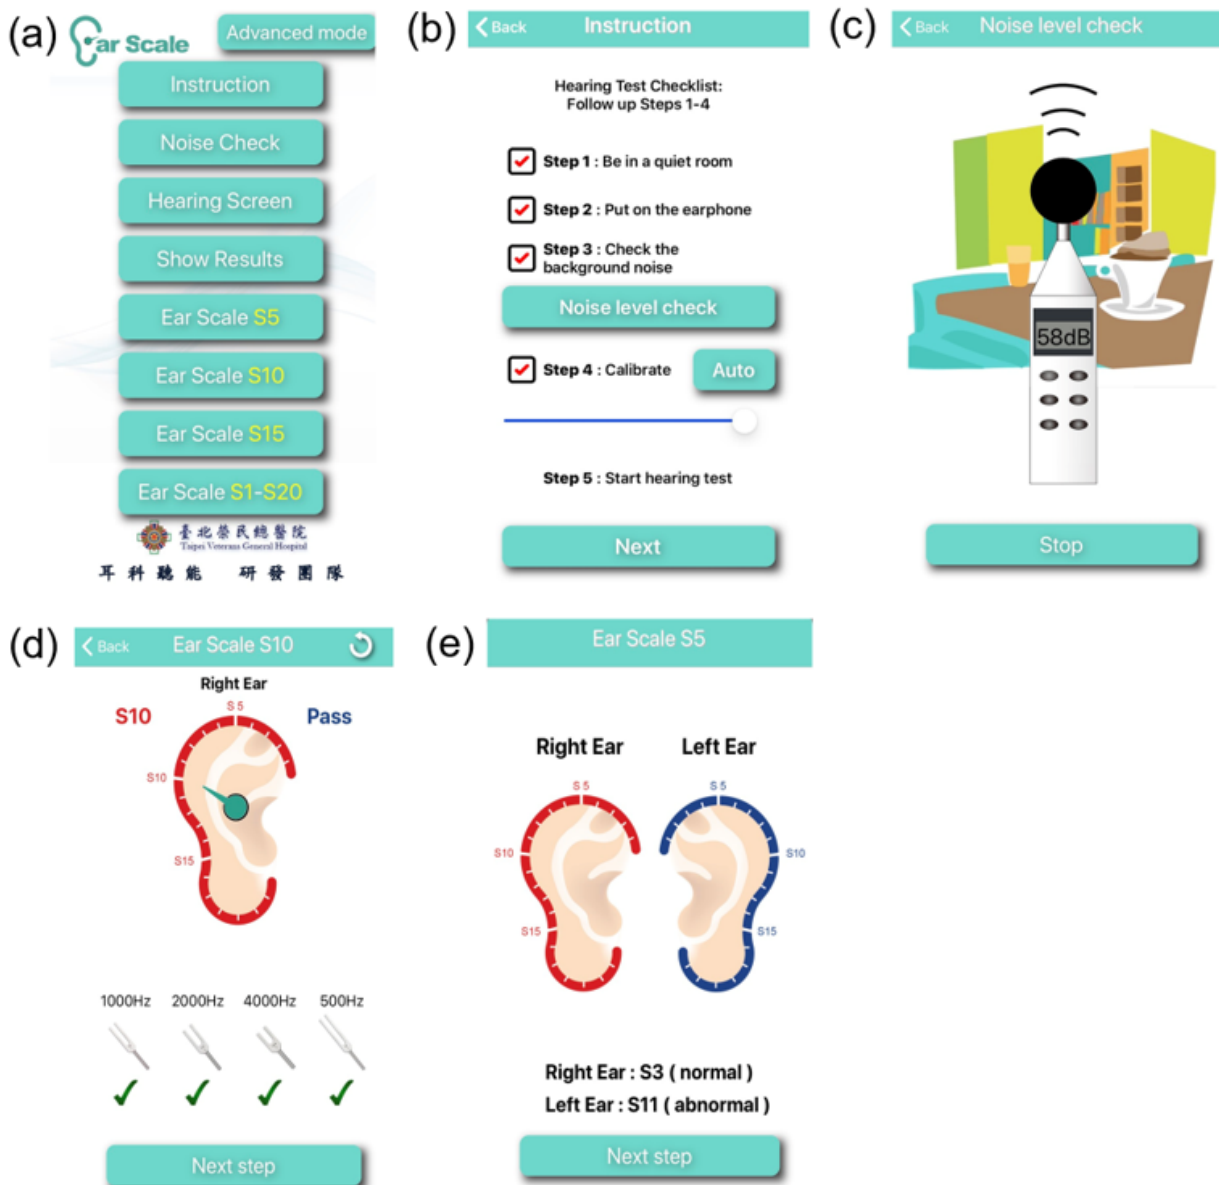 (a)
Ear Scale
Advanced mode
Instruction
Noise Check
Hearing Screen
Show Results
Ear Scale S5
Ear Scale S10
Ear Scale S15
Ear Scale S1-S20
臺北榮民總醫院
Taipei Veterans General Hospital
耳科聽能 研發團隊
(b)
Back
Instruction
Hearing Test Checklist:
Follow up Steps 1-4
Step 1 : Be in a quiet room
Step 2 : Put on the earphone
Step 3 : Check the
background noise
Noise level check
Step 4 : Calibrate
Auto
Step 5 : Start hearing test
Next
(c)
Back
Noise level check
58dB
Stop
(d)
Back
Ear Scale S10
Right Ear
S10
Pass
S 5
S10
S15
1000Hz
2000Hz
4000Hz
500Hz
Next step
(e)
Ear Scale S5
Right Ear
Left Ear
S 5
S 5
S10
S10
S15
S15
Right Ear : S3 ( normal )
Left Ear : S11 ( abnormal )
Next step